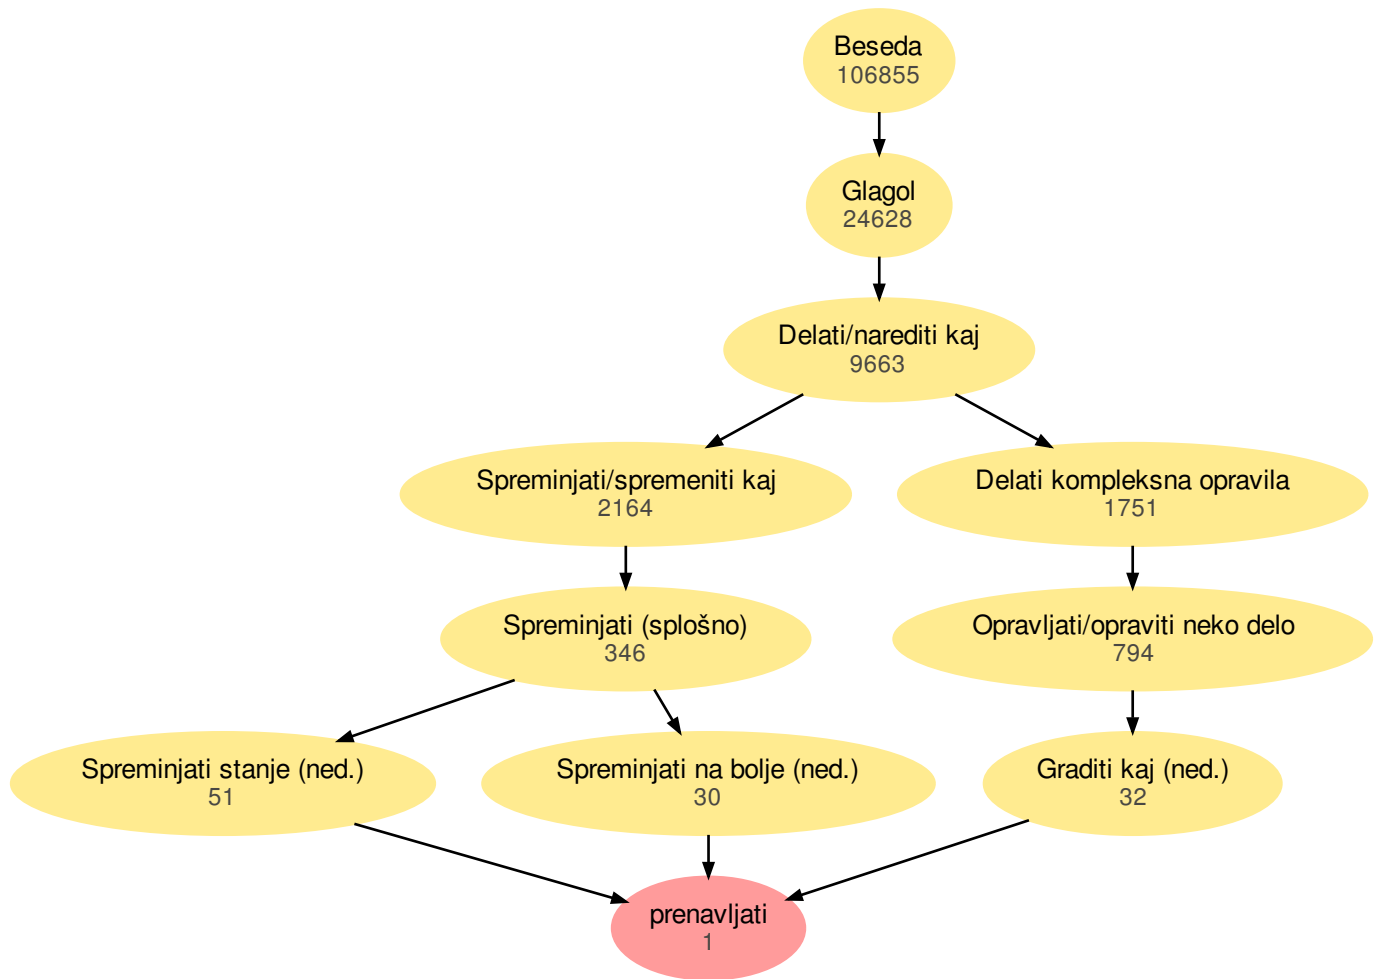 Beseda
106855
Glagol
24628
Delati/narediti kaj
9663
Spreminjati/spremeniti kaj
2164
Delati kompleksna opravila
1751
Spreminjati (splošno)
346
Opravljati/opraviti neko delo
794
Spreminjati stanje (ned.)
51
Spreminjati na bolje (ned.)
30
Graditi kaj (ned.)
32
prenavljati
1